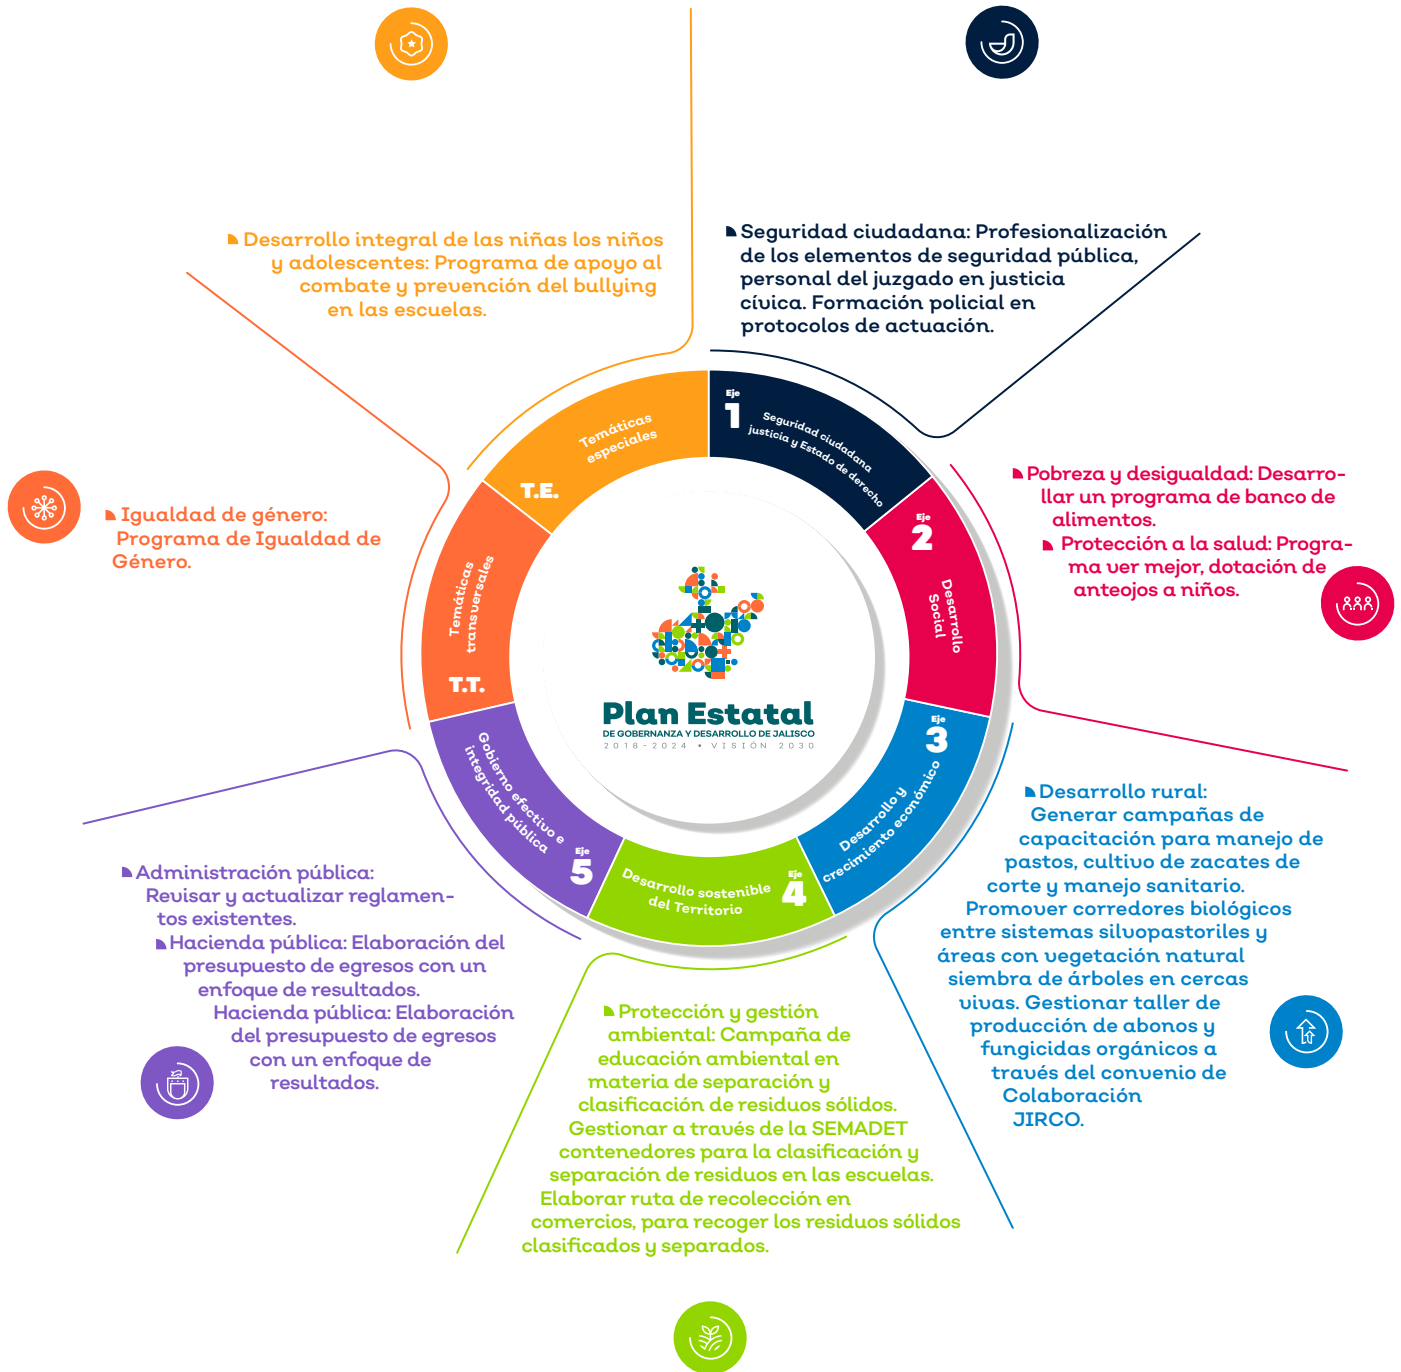 Desarrollo integral de las niñas los niños
y adolescentes: Programa de apoyo al
combate y prevención del bullying
en las escuelas.
Seguridad ciudadana: Profesionalización
de los elementos de seguridad pública,
personal del juzgado en justicia
cívica. Formación policial en
protocolos de actuación.
Eje
1
Seguridad ciudadana
justicia y Estado de derecho
Temáticas
especiales
T.E.
Pobreza y desigualdad: Desarro-
llar un programa de banco de
alimentos.
Protección a la salud: Progra-
ma ver mejor, dotación de
anteojos a niños.
Eje
2
Desarrollo
Social
Igualdad de género:
Programa de Igualdad de
Género.
Temáticas
transversales
T.T.
Plan Estatal
DE GOBERNANZA Y DESARROLLO DE JALISCO
2018-2024 • VISIÓN 2030
Eje
3
Desarrollo y
crecimiento económico
Desarrollo rural:
Generar campañas de
capacitación para manejo de
pastos, cultivo de zacates de
corte y manejo sanitario.
Promover corredores biológicos
entre sistemas silvopastoriles y
áreas con vegetación natural
siembra de árboles en cercas
vivas. Gestionar taller de
producción de abonos y
fungicidas orgánicos a
través del convenio de
Colaboración
JIRCO.
Gobierno efectivo e
integridad pública
Eje
5
Eje
4
Desarrollo sostenible
del Territorio
Administración pública:
Revisar y actualizar reglamen-
tos existentes.
Hacienda pública: Elaboración del
presupuesto de egresos con un
enfoque de resultados.
Hacienda pública: Elaboración
del presupuesto de egresos
con un enfoque de
resultados.
Protección y gestión
ambiental: Campaña de
educación ambiental en
materia de separación y
clasificación de residuos sólidos.
Gestionar a través de la SEMADET
contenedores para la clasificación y
separación de residuos en las escuelas.
Elaborar ruta de recolección en
comercios, para recoger los residuos sólidos
clasificados y separados.